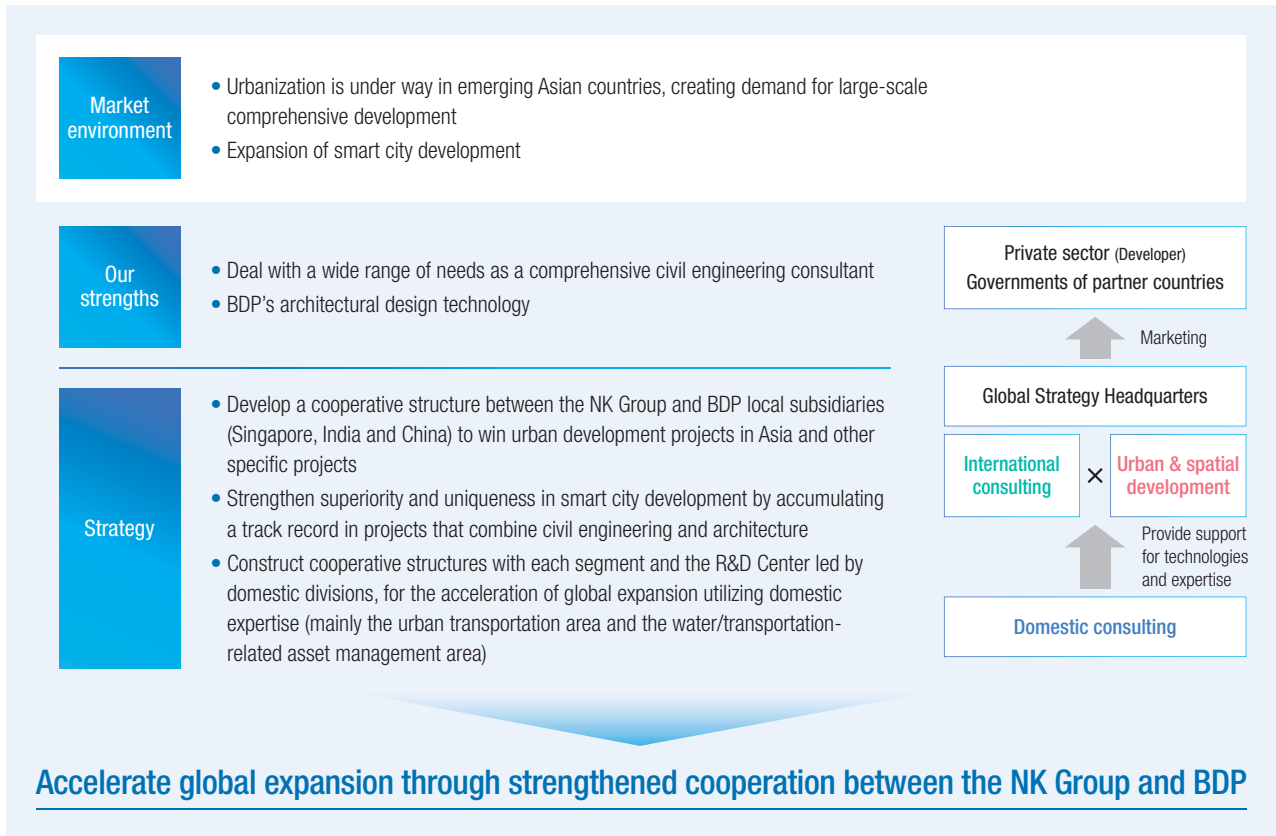 Market
environment
• Urbanization is under way in emerging Asian countries, creating demand for large-scale
comprehensive development
• Expansion of smart city development
Our
strengths
• Deal with a wide range of needs as a comprehensive civil engineering consultant
• BDP's architectural design technology
Strategy
• Develop a cooperative structure between the NK Group and BDP local subsidiaries
(Singapore, India and China) to win urban development projects in Asia and other
specific projects
• Strengthen superiority and uniqueness in smart city development by accumulating
a track record in projects that combine civil engineering and architecture
• Construct cooperative structures with each segment and the R&D Center led by
domestic divisions, for the acceleration of global expansion utilizing domestic
expertise (mainly the urban transportation area and the water/transportation-
related asset management area)
Private sector (Developer)
Governments of partner countries
Marketing
Global Strategy Headquarters
International
consulting
×
Urban & spatial
development
Provide support
for technologies
and expertise
Domestic consulting
Accelerate global expansion through strengthened cooperation between the NK Group and BDP